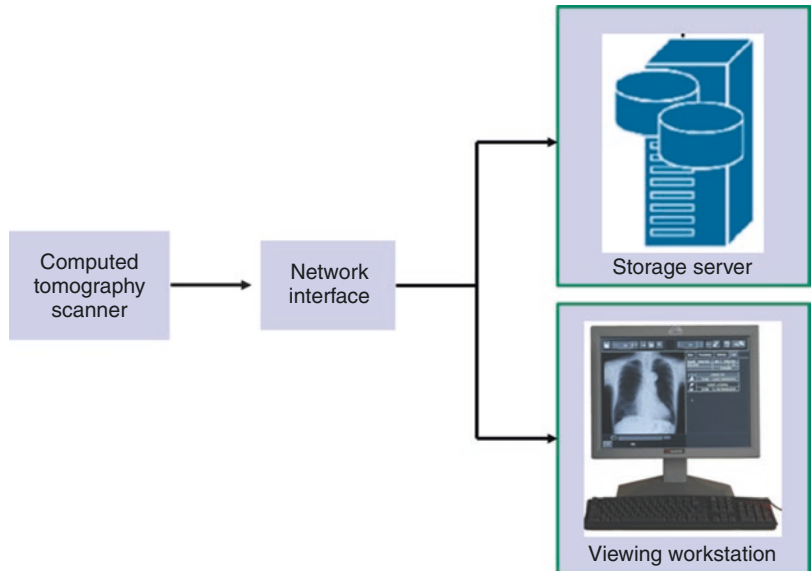 Computed
tomography
scanner
Network
interface
Storage server
Viewing workstation